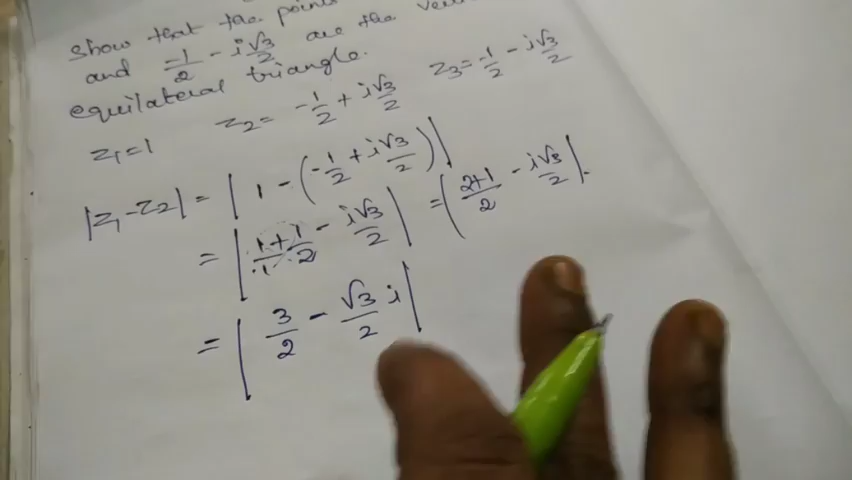 Show that the points
and -1/2 - i√3/2 are the
equilateral triangle.
z₁=1 z₂= -1/2 + i√3/2 z₃= -1/2 - i√3/2
|z₁-z₂| = |1 - (-1/2 + i√3/2)|
= |1/1 + 1/2 - i√3/2| = (2+1/2 - i√3/2|.
= |3/2 - √3/2 i|